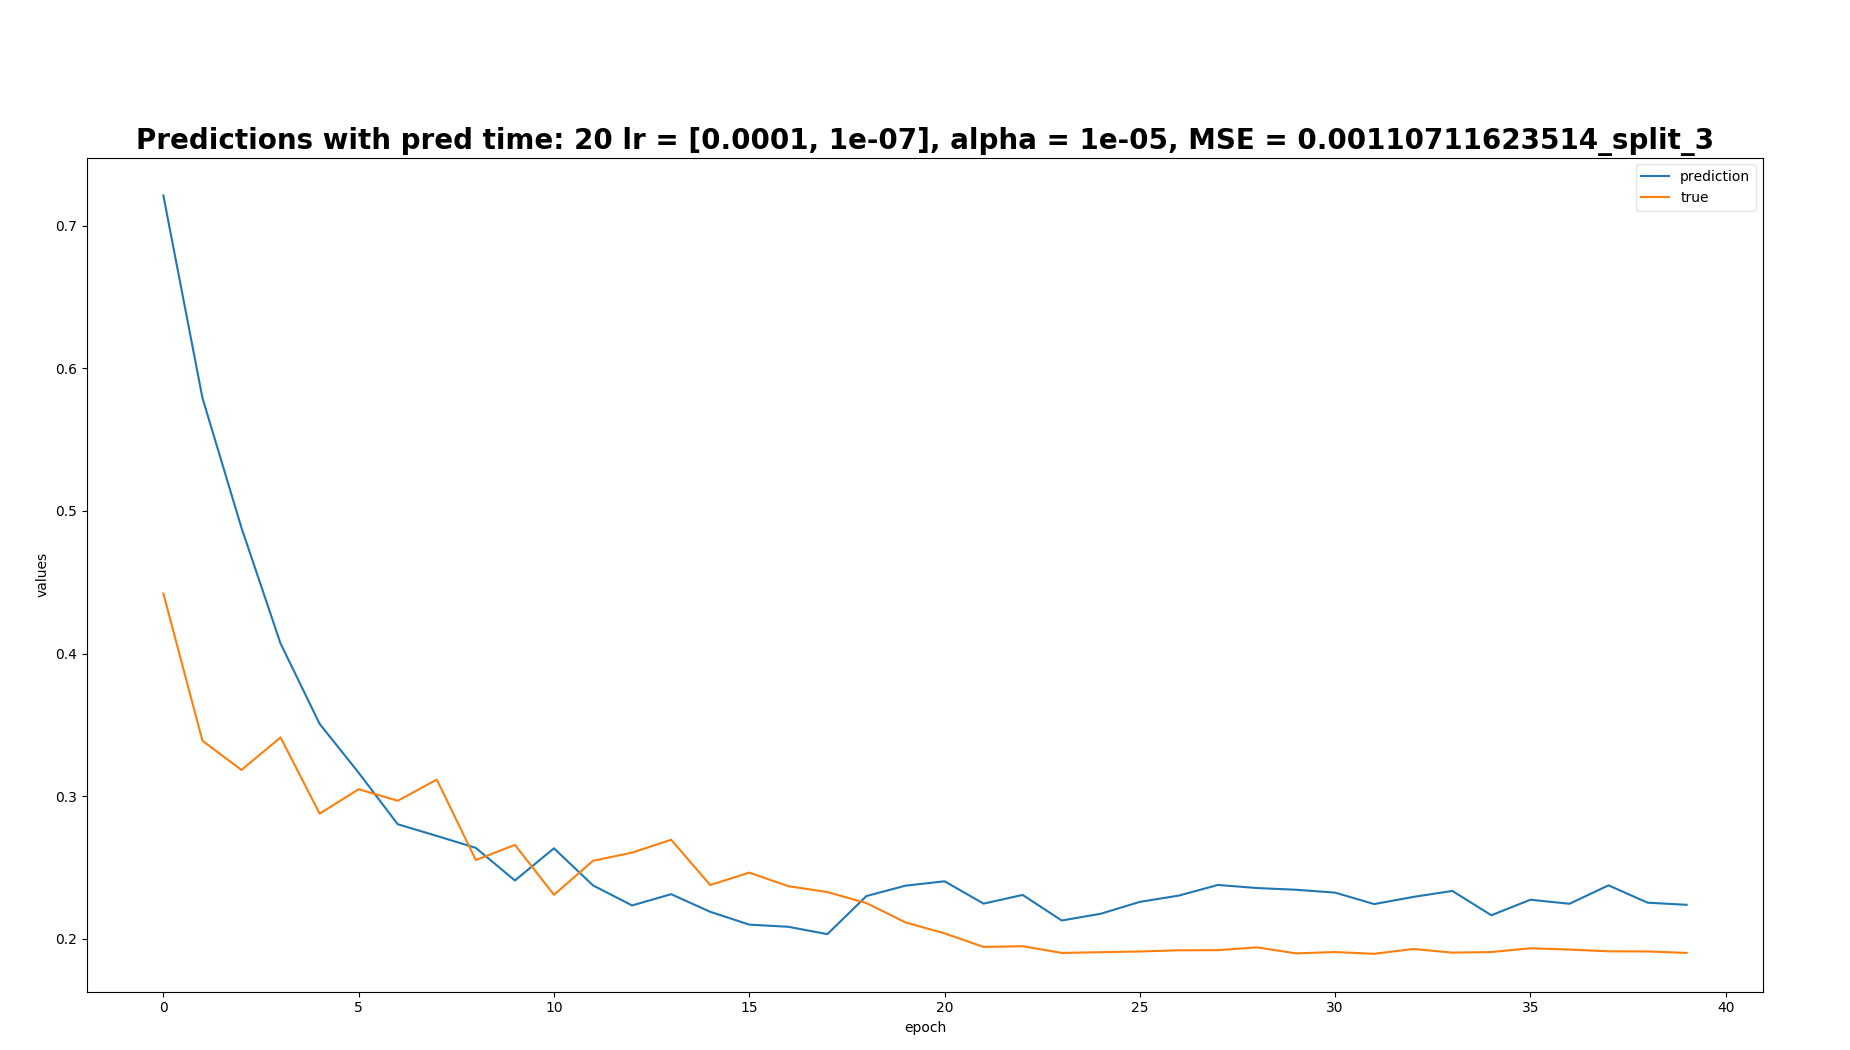 Predictions with pred time: 20 lr = [0.0001, 1e-07], alpha = 1e-05, MSE = 0.00110711623514_split_3
prediction
true
0.7
0.6
0.5
0.4
0.3
0.2
values
0 5 10 15 20 25 30 35 40
epoch